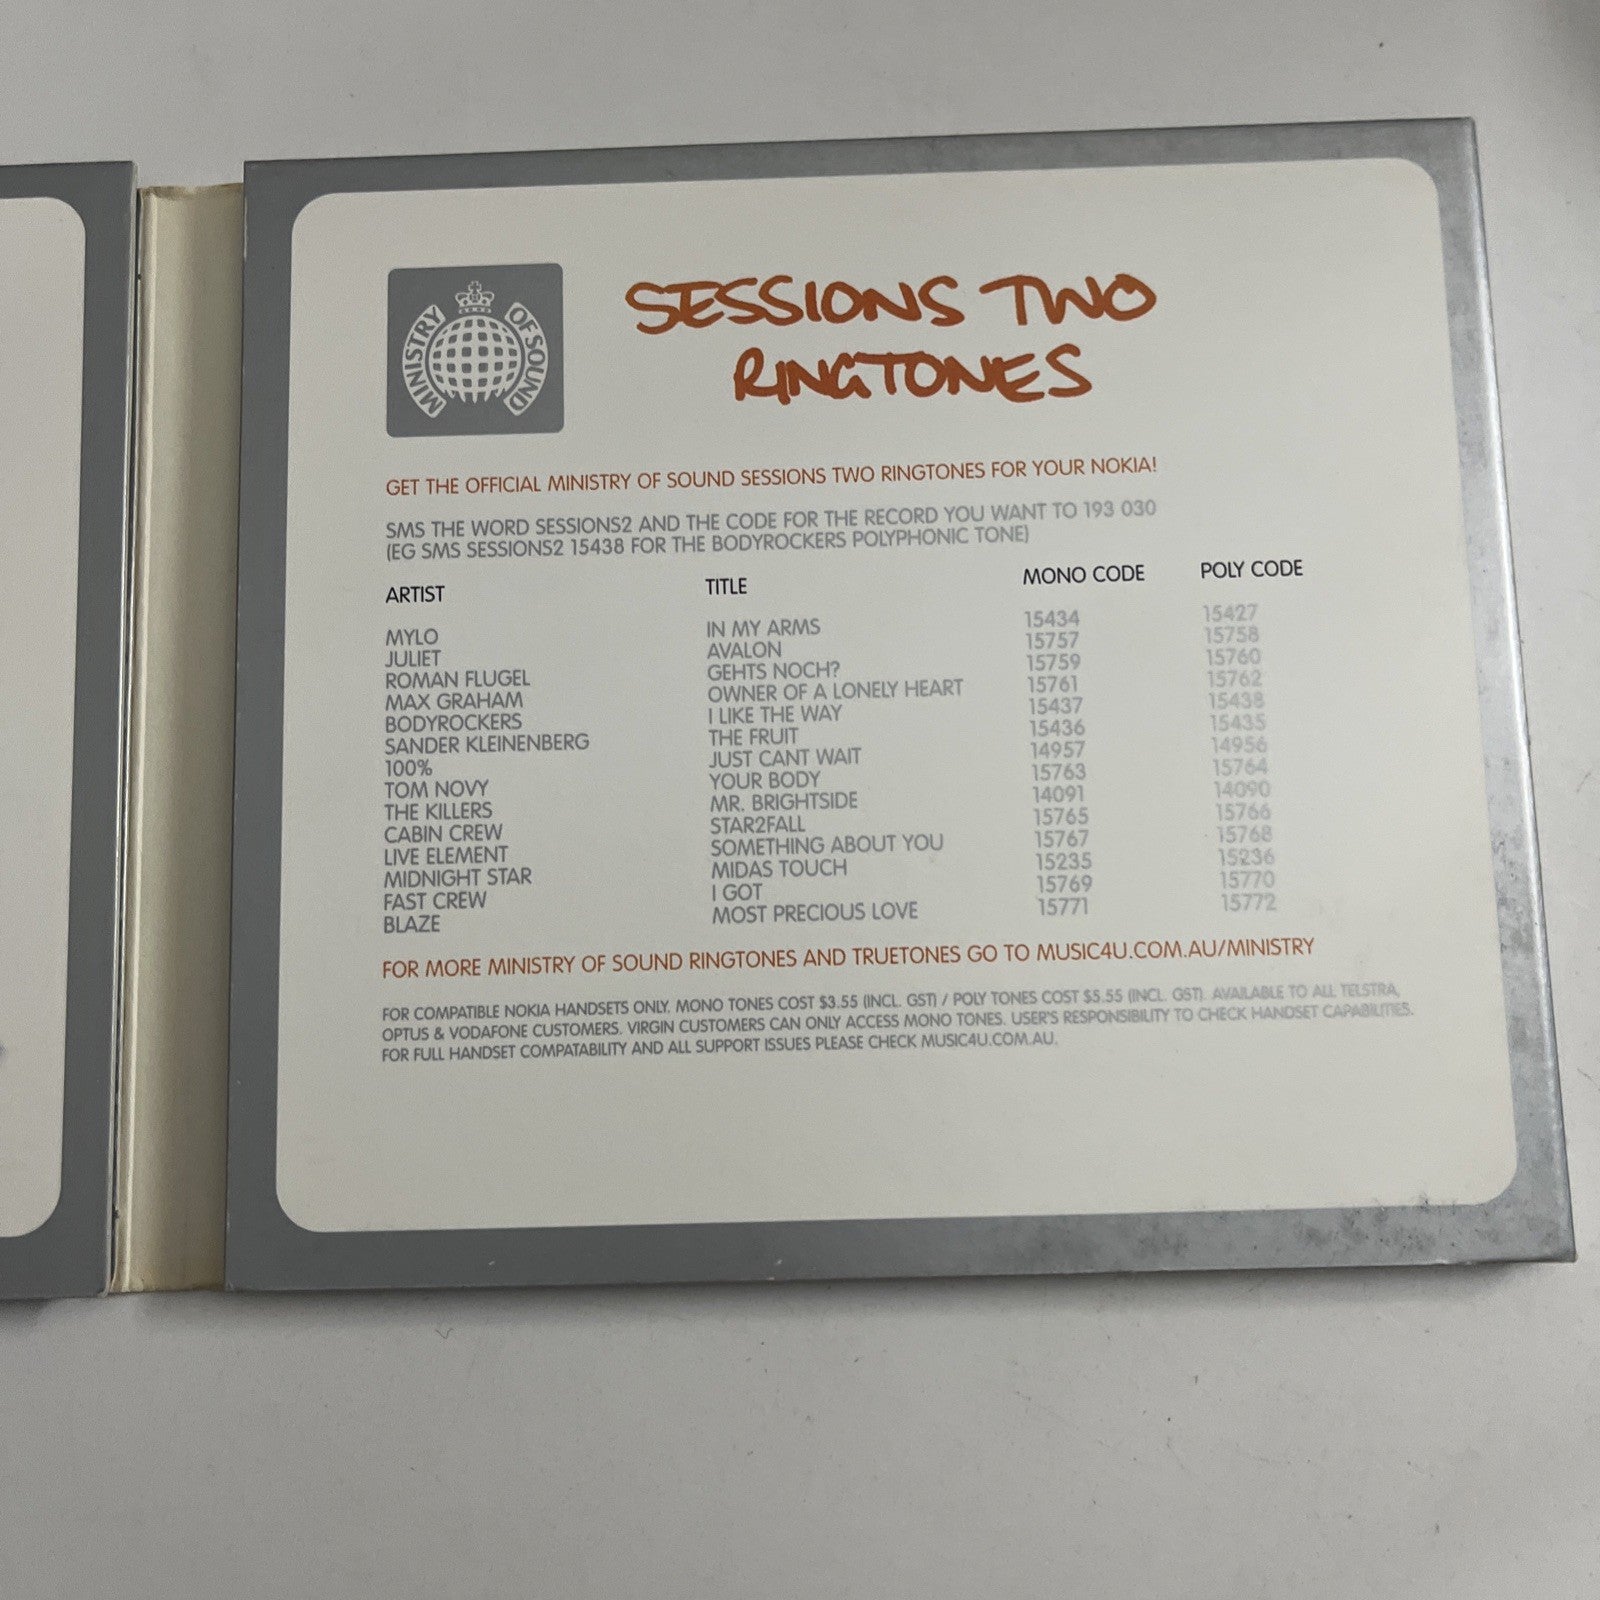 MINISTRY OF SOUND
SESSIONS TWO
RINGTONES
GET THE OFFICIAL MINISTRY OF SOUND SESSIONS TWO RINGTONES FOR YOUR NOKIA!
SMS THE WORD SESSIONS2 AND THE CODE FOR THE RECORD YOU WANT TO 193 030
(EG SMS SESSIONS2 15438 FOR THE BODYROCKERS POLYPHONIC TONE)
ARTIST TITLE MONO CODE POLY CODE
MYLO IN MY ARMS 15434 15427
JULIET AVALON 15757 15758
ROMAN FLUGEL GEHTS NOCH? 15759 15760
MAX GRAHAM OWNER OF A LONELY HEART 15761 15762
BODYROCKERS I LIKE THE WAY 15437 15438
SANDER KLEINENBERG THE FRUIT 15436 15435
100% JUST CANT WAIT 14957 14956
TOM NOVY YOUR BODY 15763 15764
THE KILLERS MR. BRIGHTSIDE 14091 14090
CABIN CREW STAR2FALL 15765 15766
LIVE ELEMENT SOMETHING ABOUT YOU 15767 15768
MIDNIGHT STAR MIDAS TOUCH 15235 15236
FAST CREW I GOT 15769 15770
BLAZE MOST PRECIOUS LOVE 15771 15772
FOR MORE MINISTRY OF SOUND RINGTONES AND TRUETONES GO TO MUSIC4U.COM.AU/MINISTRY
FOR COMPATIBLE NOKIA HANDSETS ONLY. MONO TONES COST $3.55 (INCL. GST) / POLY TONES COST $5.55 (INCL. GST). AVAILABLE TO ALL TELSTRA,
OPTUS & VODAFONE CUSTOMERS. VIRGIN CUSTOMERS CAN ONLY ACCESS MONO TONES. USER'S RESPONSIBILITY TO CHECK HANDSET CAPABILITIES.
FOR FULL HANDSET COMPATABILITY AND ALL SUPPORT ISSUES PLEASE CHECK MUSIC4U.COM.AU.